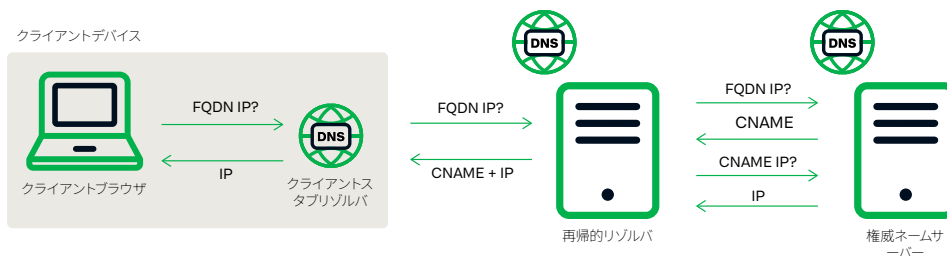 クライアントデバイス
DNS
DNS
FQDN IP?
IP
DNS
FQDN IP?
CNAME + IP
FQDN IP?
CNAME
CNAME IP?
IP
クライアントブラウザ
クライアントス
タブリゾルバ
再帰的リゾルバ
権威ネームサ
ーバー